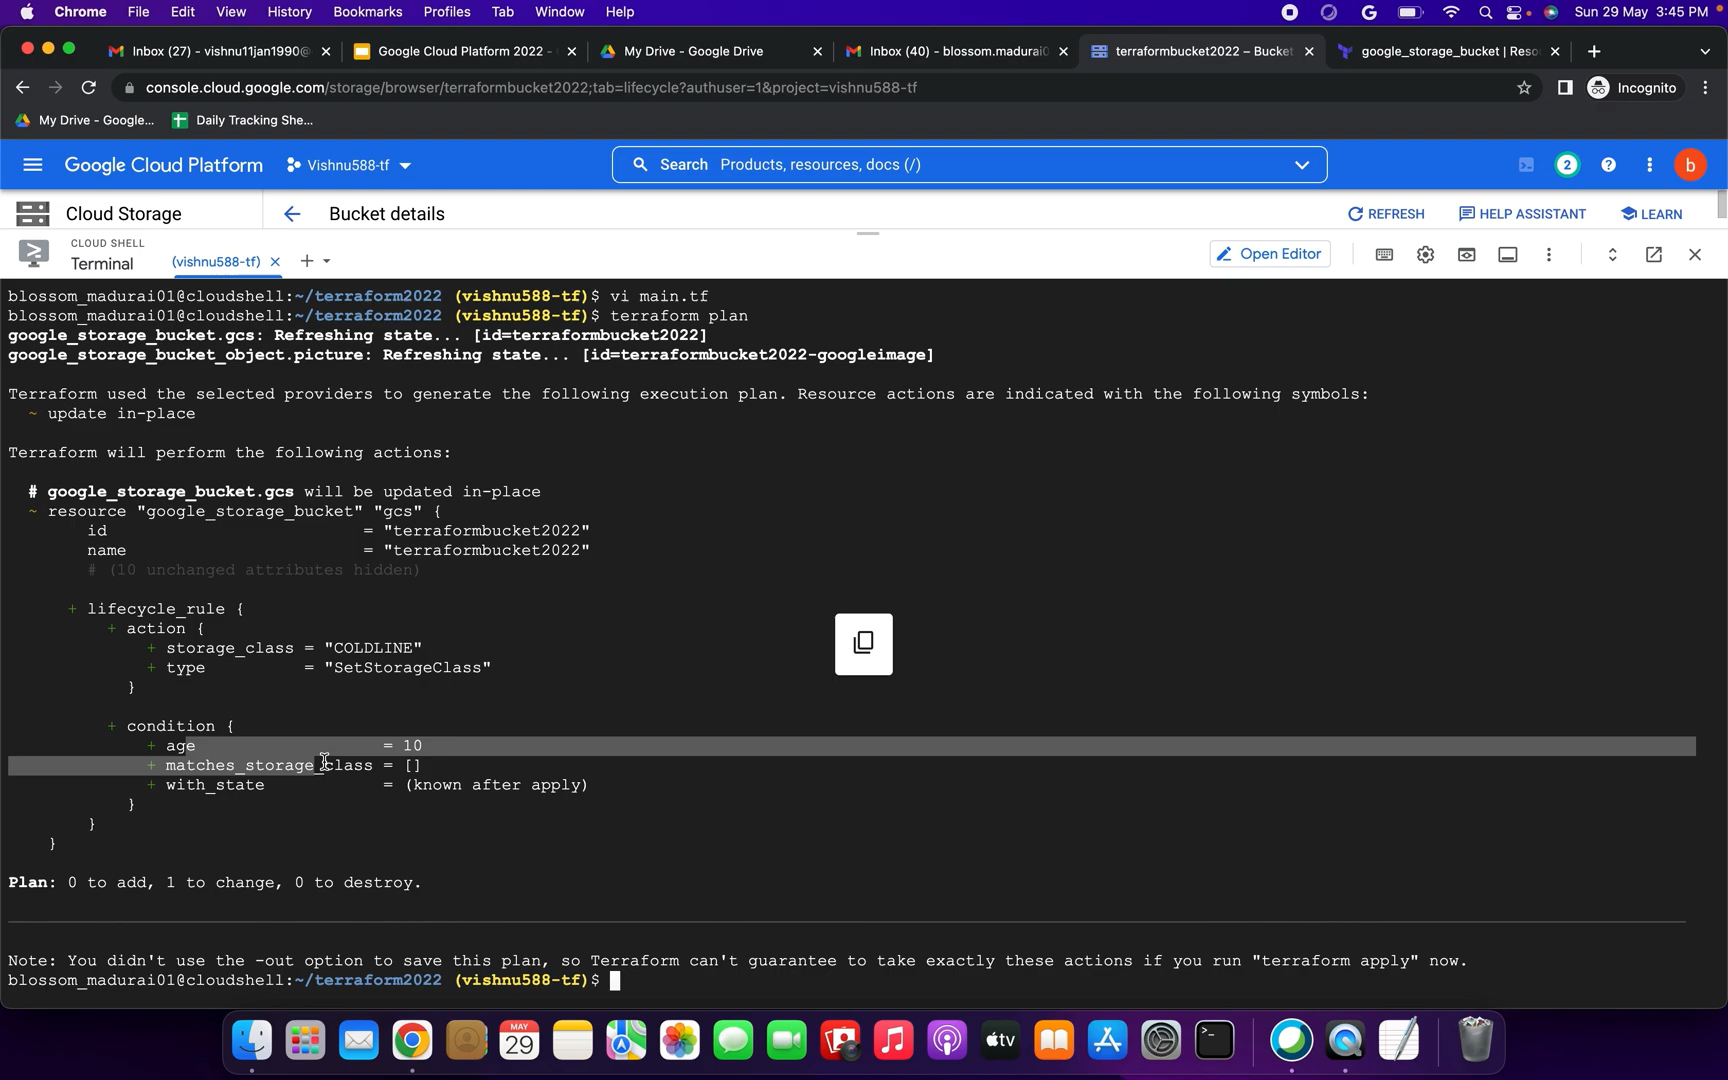 Chrome File Edit View History Bookmarks Profiles Tab Window Help Sun 29 May 3:45 PM
Inbox (27) - vishnu11jan1990@ Google Cloud Platform 2022 - My Drive - Google Drive Inbox (40) - blossom.madurai0 terraformbucket2022 – Bucket google_storage_bucket | Reso
console.cloud.google.com/storage/browser/terraformbucket2022;tab=lifecycle?authuser=1&project=vishnu588-tf Incognito
My Drive - Google... Daily Tracking She...
Google Cloud Platform Vishnu588-tf Search Products, resources, docs (/) 2 ? b
Cloud Storage Bucket details REFRESH HELP ASSISTANT LEARN
CLOUD SHELL
Terminal (vishnu588-tf) Open Editor
blossom_madurai01@cloudshell:~/terraform2022 (vishnu588-tf)$ vi main.tf
blossom_madurai01@cloudshell:~/terraform2022 (vishnu588-tf)$ terraform plan
google_storage_bucket.gcs: Refreshing state... [id=terraformbucket2022]
google_storage_bucket_object.picture: Refreshing state... [id=terraformbucket2022-googleimage]
Terraform used the selected providers to generate the following execution plan. Resource actions are indicated with the following symbols:
~ update in-place
Terraform will perform the following actions:
# google_storage_bucket.gcs will be updated in-place
~ resource "google_storage_bucket" "gcs" {
id = "terraformbucket2022"
name = "terraformbucket2022"
# (10 unchanged attributes hidden)
+ lifecycle_rule {
+ action {
+ storage_class = "COLDLINE"
+ type = "SetStorageClass"
}
+ condition {
+ age = 10
+ matches_storage_class = []
+ with_state = (known after apply)
}
}
}
Plan: 0 to add, 1 to change, 0 to destroy.
Note: You didn't use the -out option to save this plan, so Terraform can't guarantee to take exactly these actions if you run "terraform apply" now.
blossom_madurai01@cloudshell:~/terraform2022 (vishnu588-tf)$
MAY
29
tv